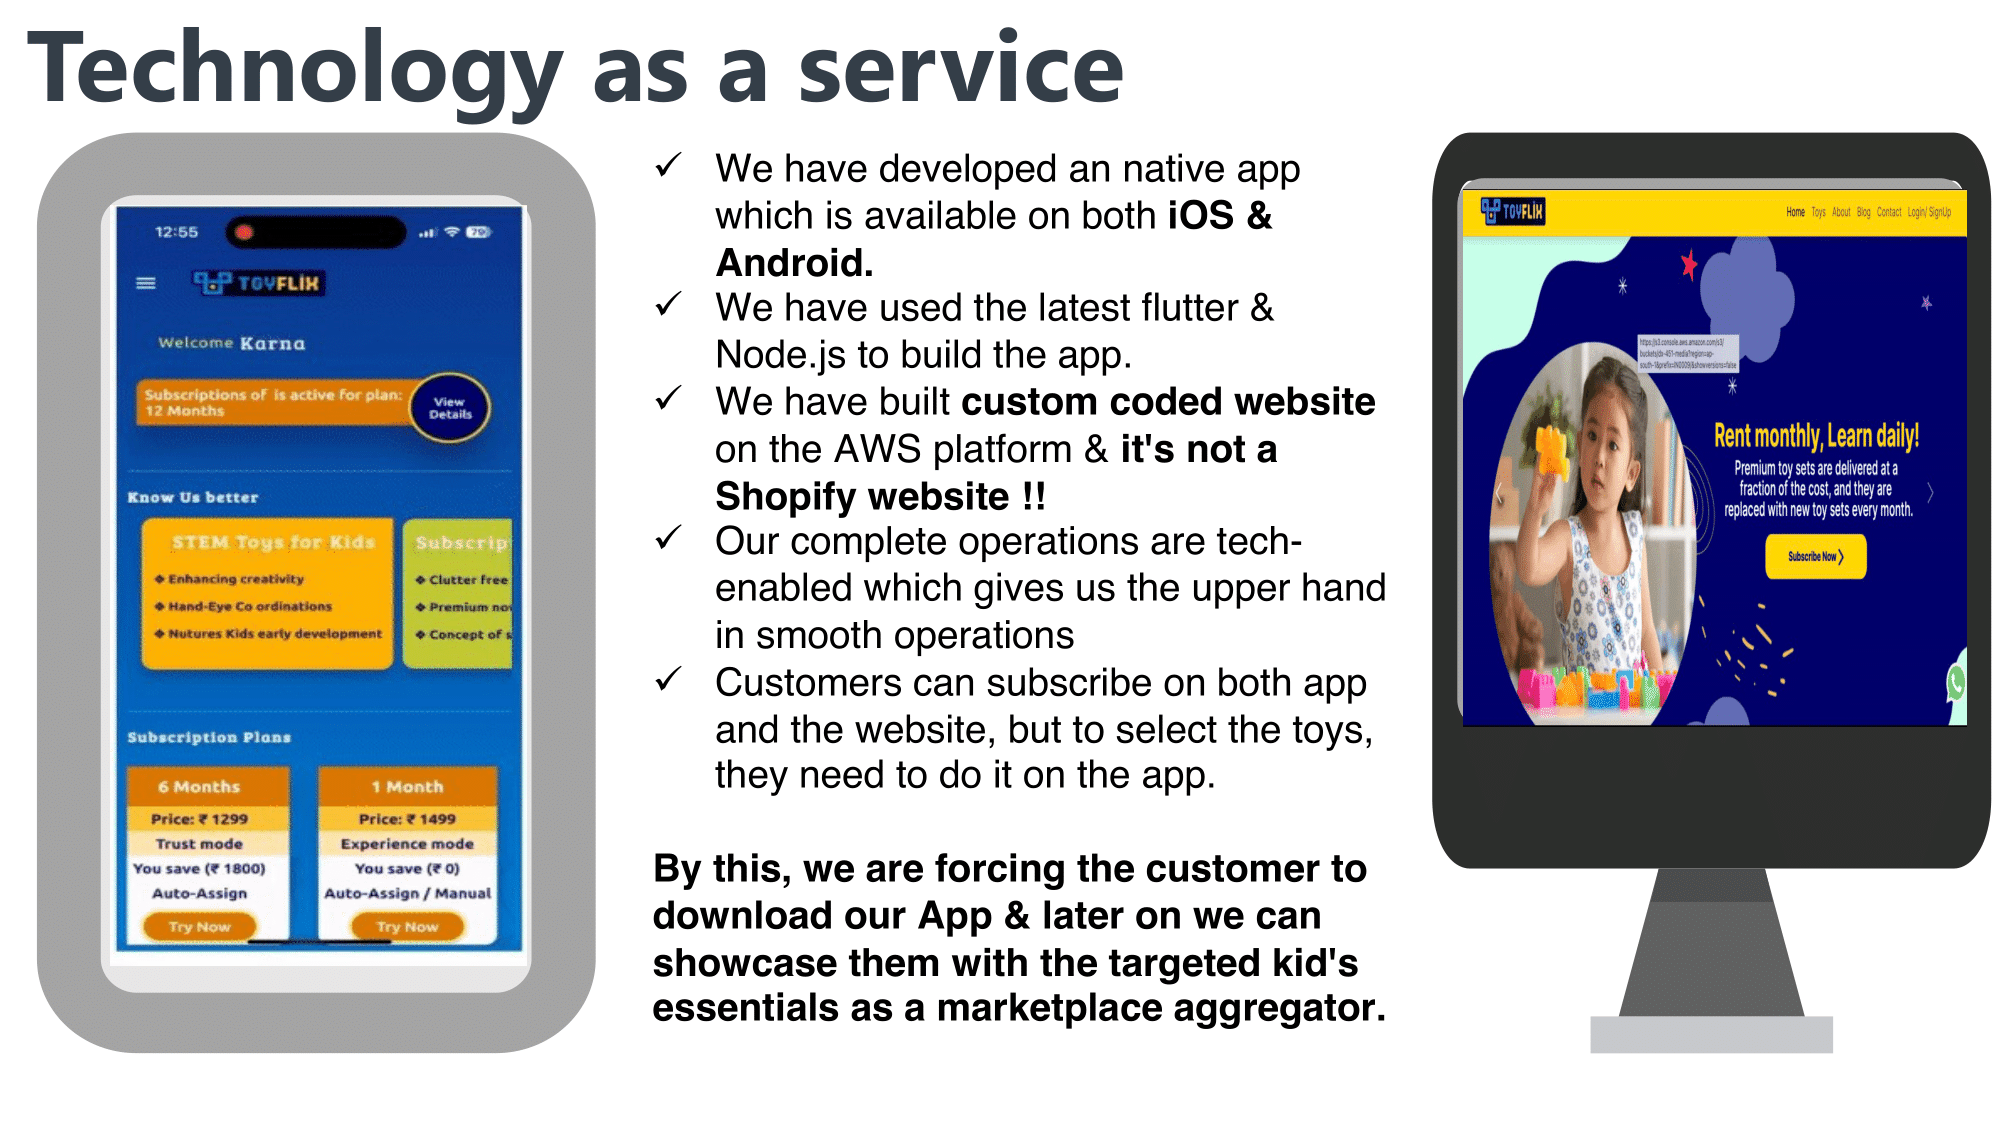 Technology as a service
12:55
79
TOYFLIX
Welcome Karna
Subscriptions of is active for plan:
12 Months
View
Details
Know Us better
STEM Toys for Kids
❖ Enhancing creativity
❖ Hand-Eye Co ordinations
❖ Nutures Kids early development
Subscrip
❖ Clutter free
❖ Premium no
❖ Concept of
Subscription Plans
6 Months
Price: ₹ 1299
Trust mode
You save (₹ 1800)
Auto-Assign
Try Now
1 Month
Price: ₹ 1499
Experience mode
You save (₹ 0)
Auto-Assign / Manual
Try Now
✓ We have developed an native app
which is available on both iOS &
Android.
✓ We have used the latest flutter &
Node.js to build the app.
✓ We have built custom coded website
on the AWS platform & it's not a
Shopify website !!
✓ Our complete operations are tech-
enabled which gives us the upper hand
in smooth operations
✓ Customers can subscribe on both app
and the website, but to select the toys,
they need to do it on the app.
By this, we are forcing the customer to
download our App & later on we can
showcase them with the targeted kid's
essentials as a marketplace aggregator.
TOYFLIX
Home Toys About Blog Contact Login/ SignUp
https://s3.console.aws.amazon.com/s3/
Rent monthly, Learn daily!
Premium toy sets are delivered at a
fraction of the cost, and they are
replaced with new toy sets every month.
Subscribe Now